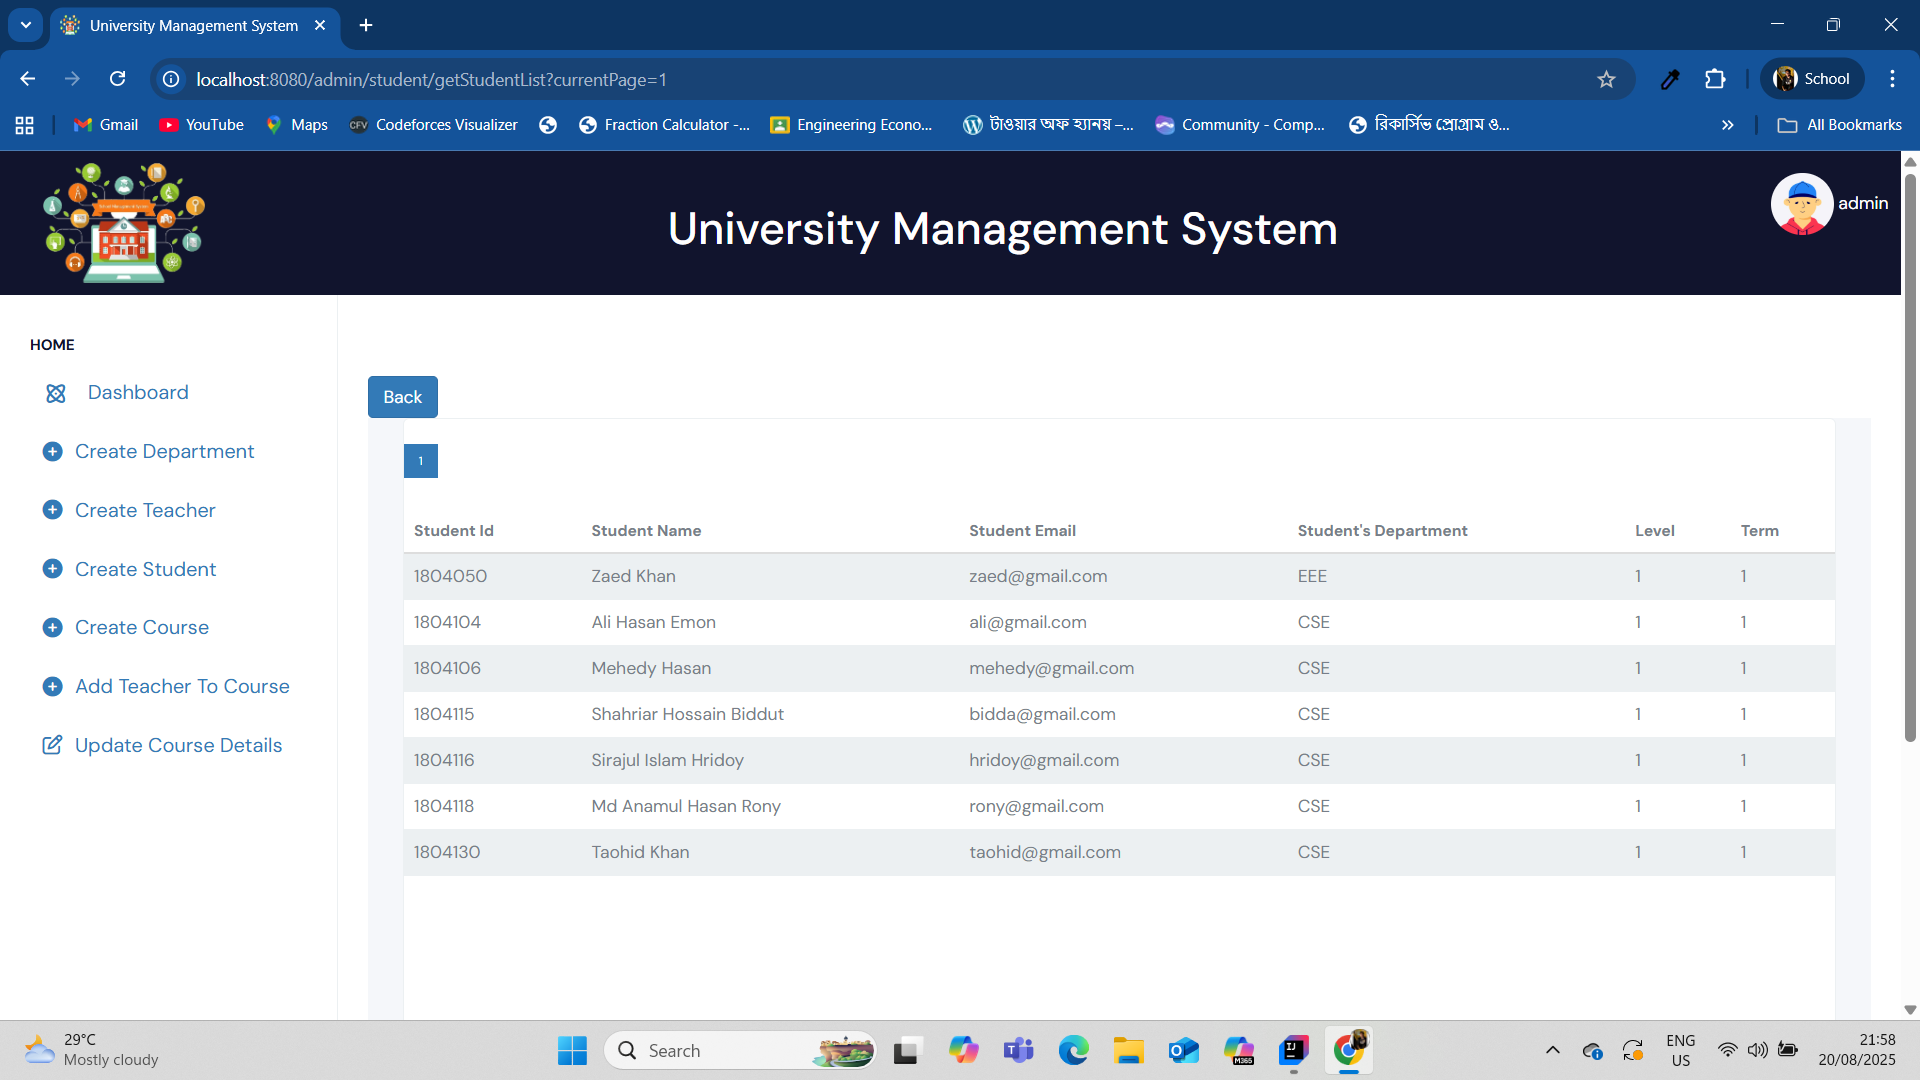 University Management System
localhost:8080/admin/student/getStudentList?currentPage=1
School
Gmail
YouTube
Maps
CFV Codeforces Visualizer
Fraction Calculator -...
Engineering Econo...
টাওয়ার অফ হ্যানয় –...
Community - Comp...
রিকার্সিভ প্রোগ্রাম ও...
All Bookmarks
University Management System
admin
HOME
Dashboard
Create Department
Create Teacher
Create Student
Create Course
Add Teacher To Course
Update Course Details
Back
1
Student Id Student Name Student Email Student's Department Level Term
1804050 Zaed Khan zaed@gmail.com EEE 1 1
1804104 Ali Hasan Emon ali@gmail.com CSE 1 1
1804106 Mehedy Hasan mehedy@gmail.com CSE 1 1
1804115 Shahriar Hossain Biddut bidda@gmail.com CSE 1 1
1804116 Sirajul Islam Hridoy hridoy@gmail.com CSE 1 1
1804118 Md Anamul Hasan Rony rony@gmail.com CSE 1 1
1804130 Taohid Khan taohid@gmail.com CSE 1 1
29°C
Mostly cloudy
Search
M365
ENG
US
21:58
20/08/2025